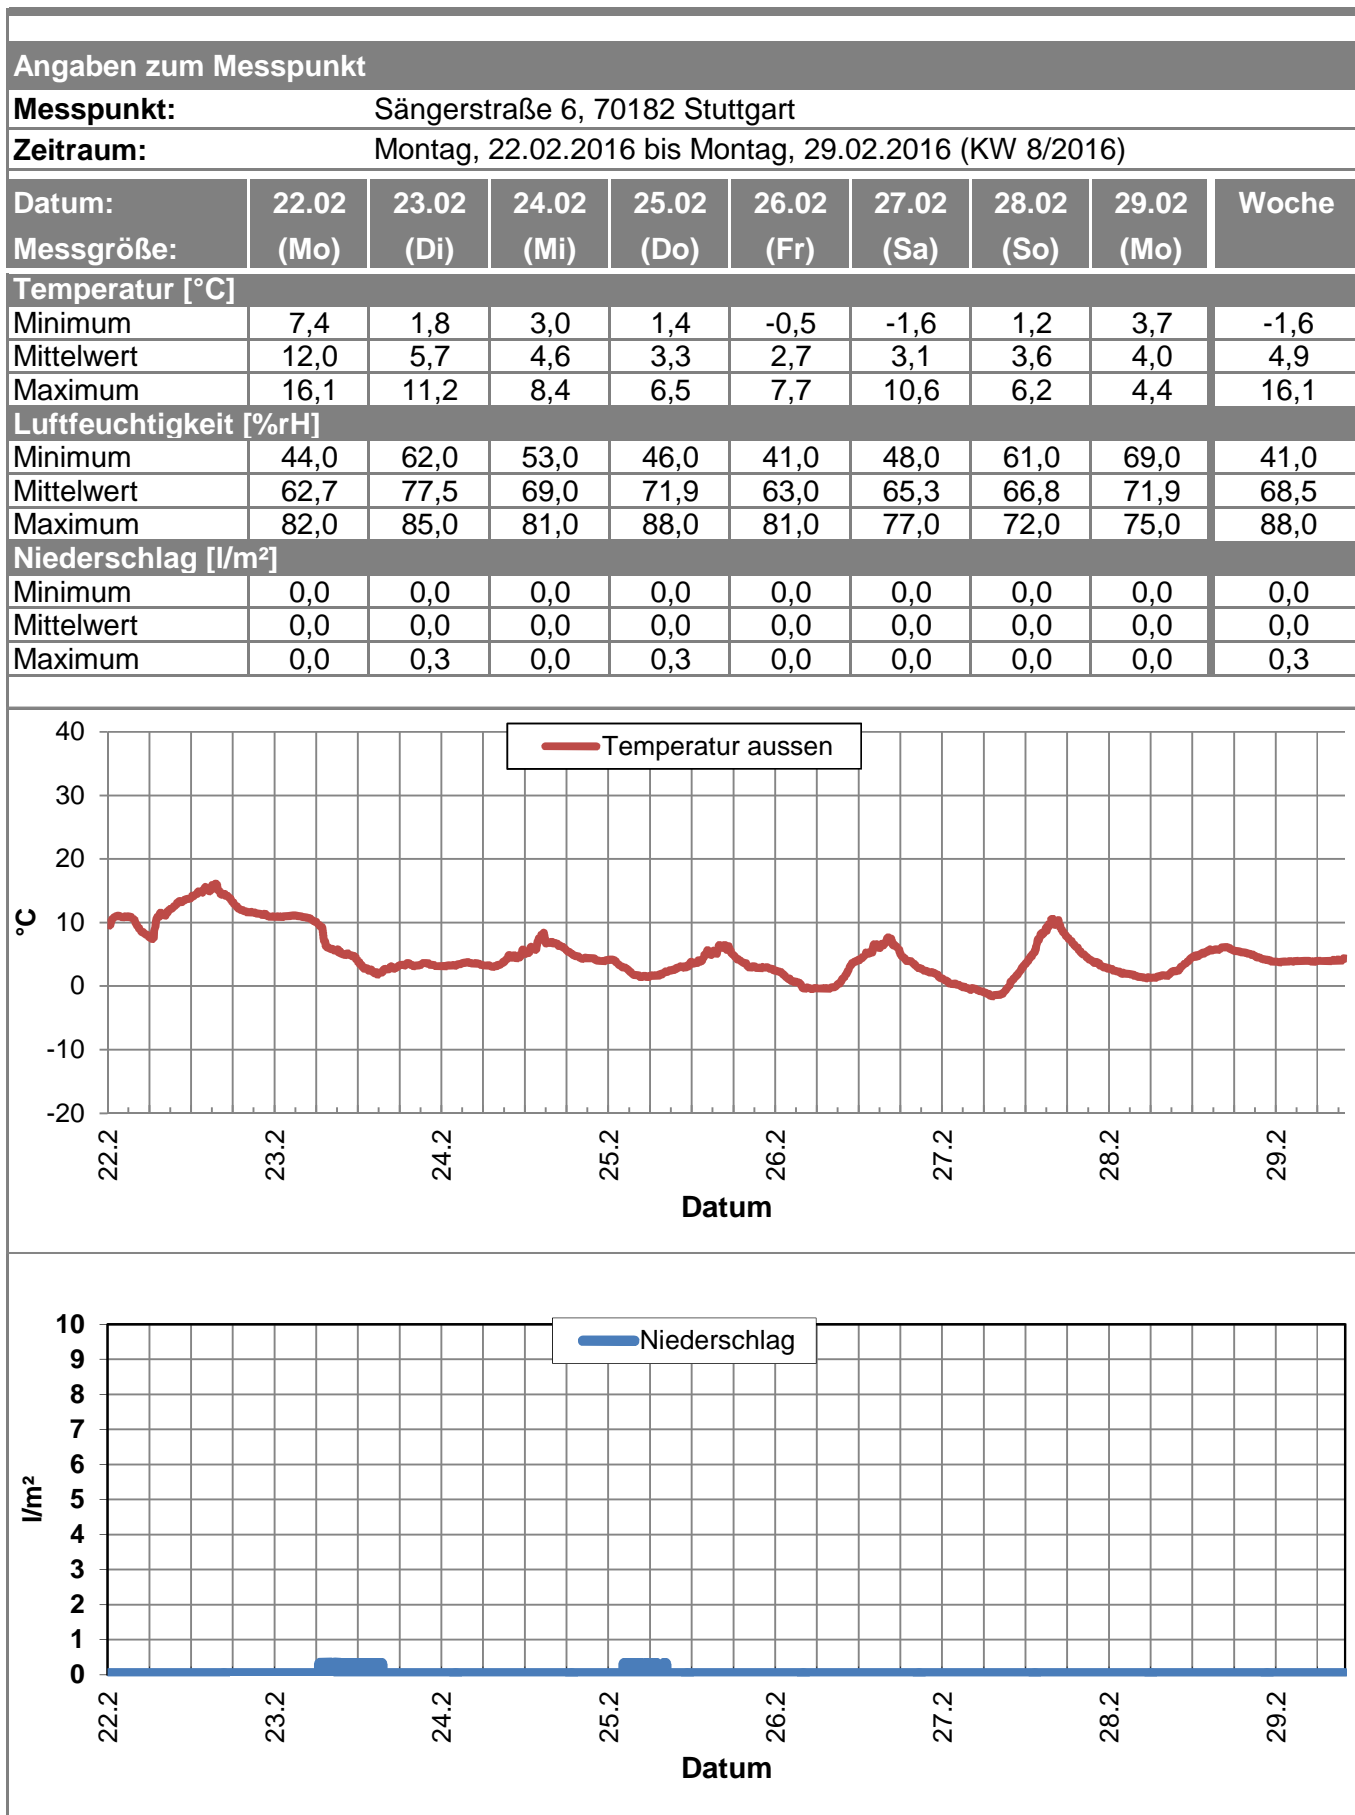 Angaben zum Messpunkt
Messpunkt: Sängerstraße 6, 70182 Stuttgart
Zeitraum: Montag, 22.02.2016 bis Montag, 29.02.2016 (KW 8/2016)
Datum: 22.02 23.02 24.02 25.02 26.02 27.02 28.02 29.02 Woche
Messgröße: (Mo) (Di) (Mi) (Do) (Fr) (Sa) (So) (Mo)
Temperatur [°C]
Minimum 7,4 1,8 3,0 1,4 -0,5 -1,6 1,2 3,7 -1,6
Mittelwert 12,0 5,7 4,6 3,3 2,7 3,1 3,6 4,0 4,9
Maximum 16,1 11,2 8,4 6,5 7,7 10,6 6,2 4,4 16,1
Luftfeuchtigkeit [%rH]
Minimum 44,0 62,0 53,0 46,0 41,0 48,0 61,0 69,0 41,0
Mittelwert 62,7 77,5 69,0 71,9 63,0 65,3 66,8 71,9 68,5
Maximum 82,0 85,0 81,0 88,0 81,0 77,0 72,0 75,0 88,0
Niederschlag [l/m²]
Minimum 0,0 0,0 0,0 0,0 0,0 0,0 0,0 0,0 0,0
Mittelwert 0,0 0,0 0,0 0,0 0,0 0,0 0,0 0,0 0,0
Maximum 0,0 0,3 0,0 0,3 0,0 0,0 0,0 0,0 0,3
Temperatur aussen
40
30
20
10
0
-10
-20
°C
22.2 23.2 24.2 25.2 26.2 27.2 28.2 29.2
Datum
Niederschlag
10
9
8
7
6
5
4
3
2
1
0
l/m²
22.2 23.2 24.2 25.2 26.2 27.2 28.2 29.2
Datum